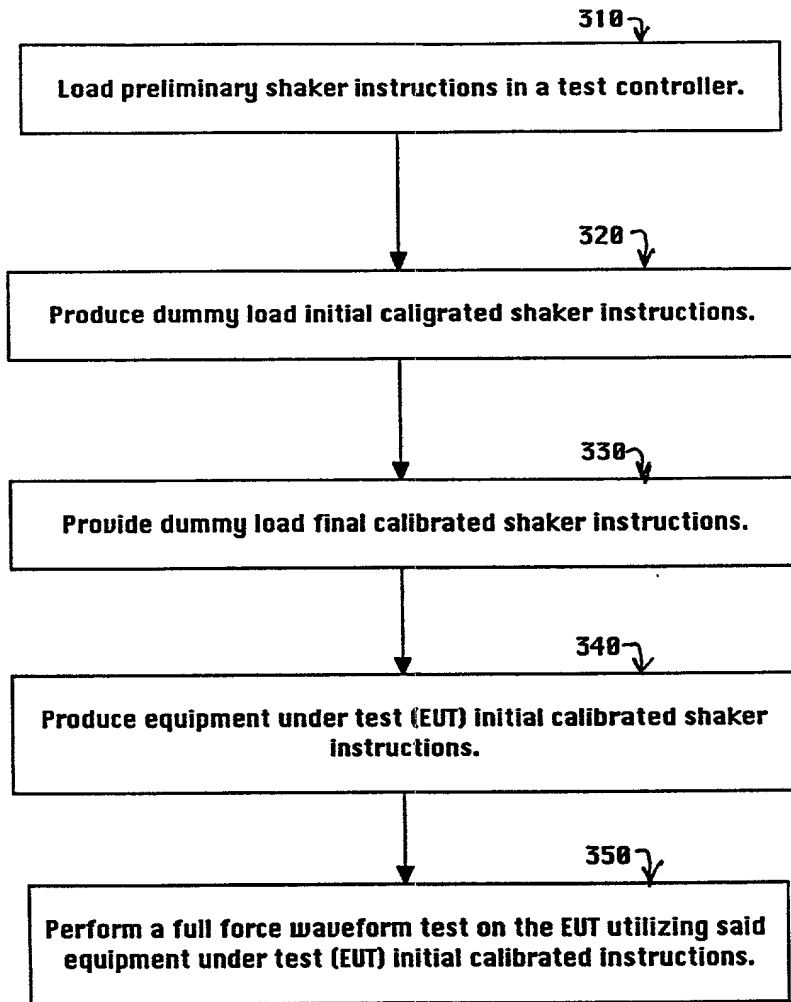 310
Load preliminary shaker instructions in a test controller.
320
Produce dummy load initial caligrated shaker instructions.
330
Provide dummy load final calibrated shaker instructions.
340
Produce equipment under test (EUT) initial calibrated shaker
instructions.
350
Perform a full force waveform test on the EUT utilizing said
equipment under test (EUT) initial calibrated instructions.